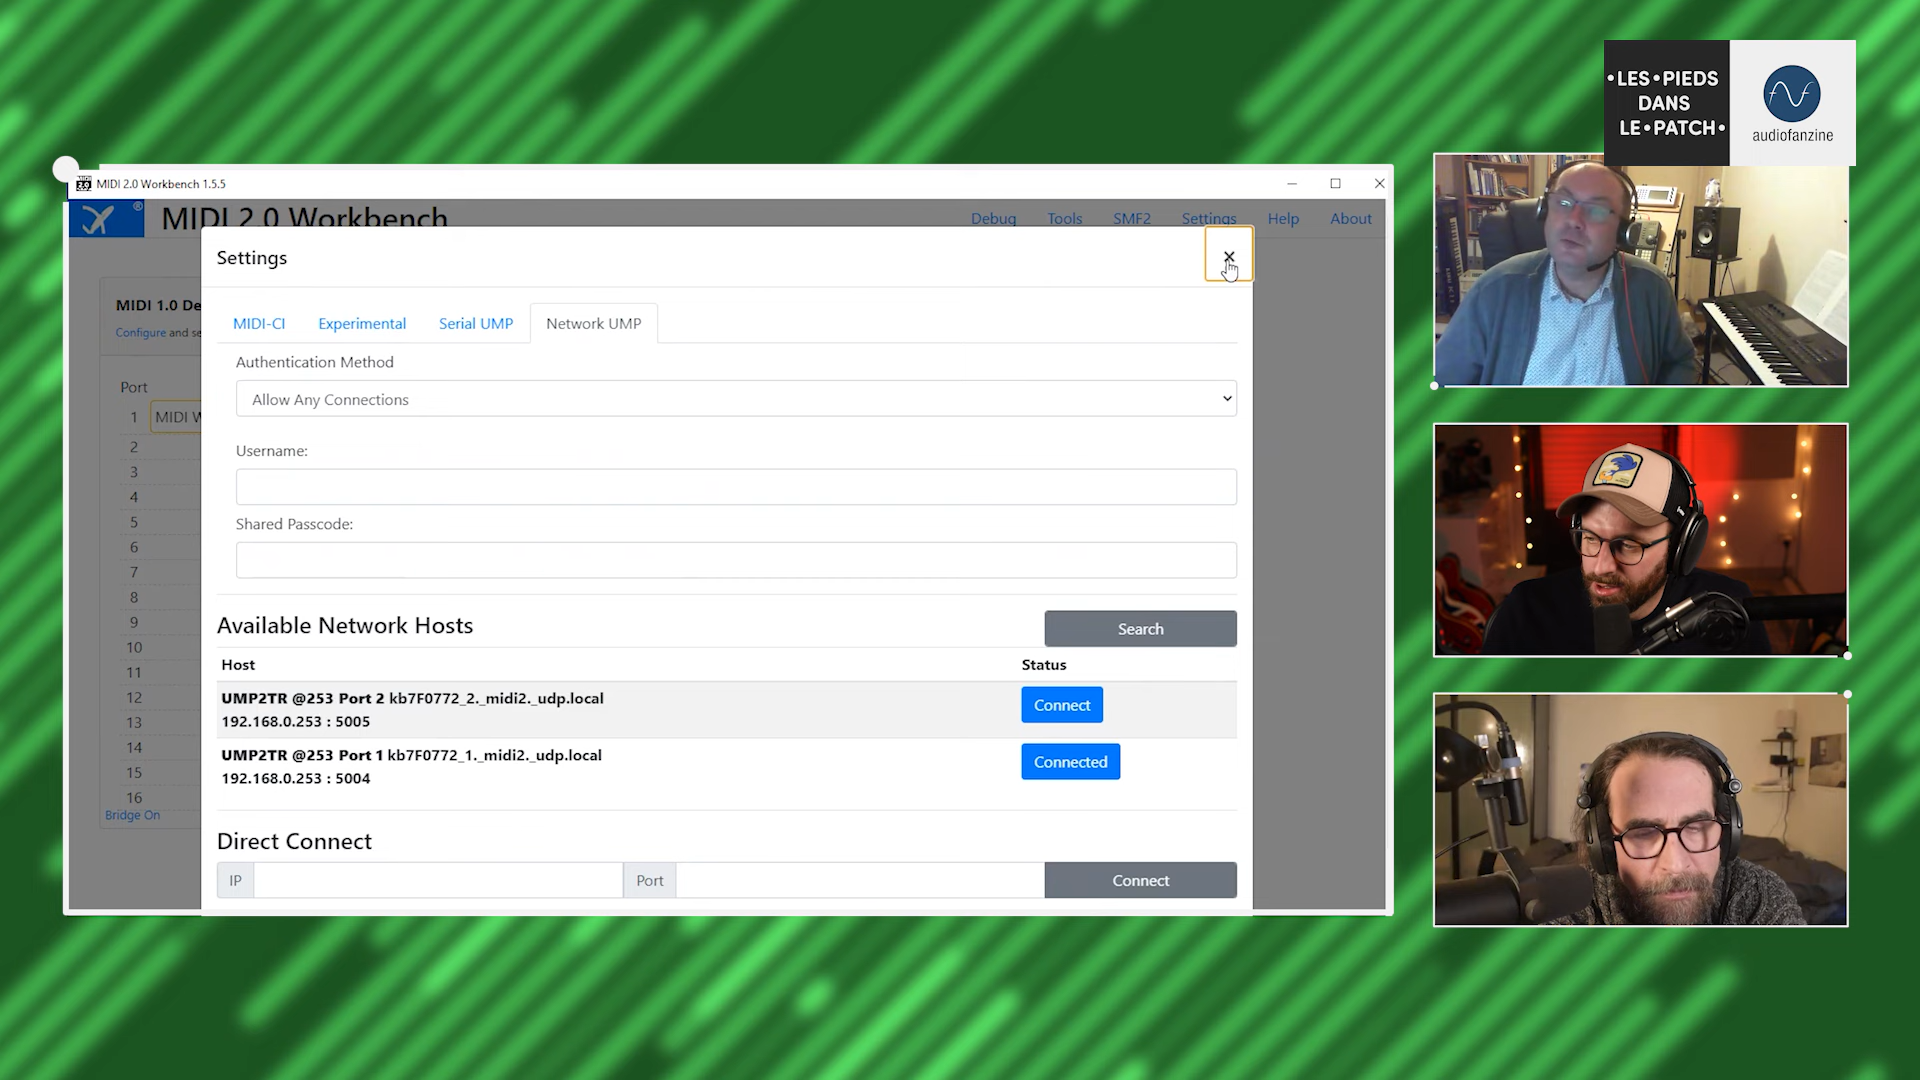 •LES•PIEDS
DANS
LE•PATCH•
audiofanzine
MIDI 2.0 Workbench 1.5.5
MIDI 2.0 Workbench
Debug Tools SMF2 Settings Help About
Settings
×
MIDI 1.0 De
Configure and se
MIDI-CI Experimental Serial UMP Network UMP
Authentication Method
Allow Any Connections
Username:
Shared Passcode:
Port
1 MIDI W
2
3
4
5
6
7
8
9
10
11
12
13
14
15
16
Bridge On
Available Network Hosts Search
Host Status
UMP2TR @253 Port 2 kb7F0772_2._midi2._udp.local Connect
192.168.0.253 : 5005
UMP2TR @253 Port 1 kb7F0772_1._midi2._udp.local Connected
192.168.0.253 : 5004
Direct Connect
IP Port Connect